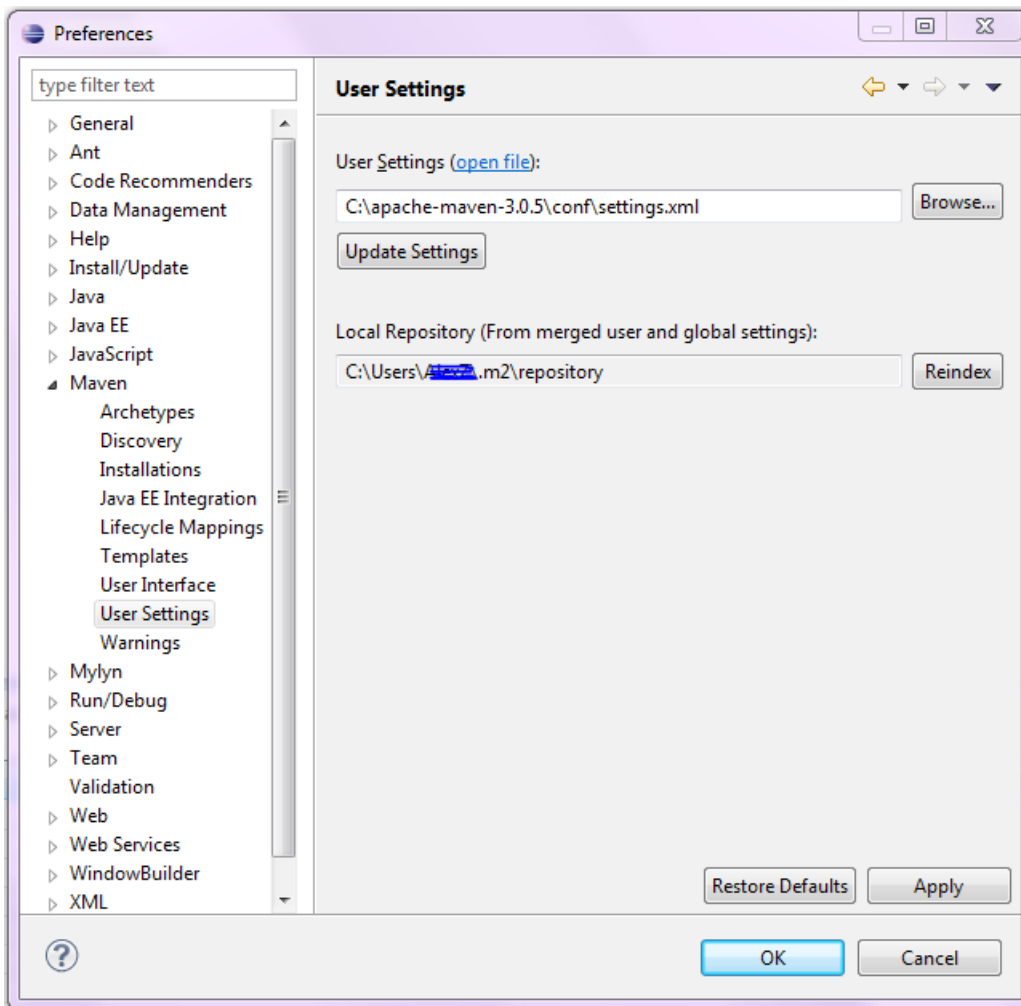 Preferences
type filter text
General
Ant
Code Recommenders
Data Management
Help
Install/Update
Java
Java EE
JavaScript
Maven
Archetypes
Discovery
Installations
Java EE Integration
Lifecycle Mappings
Templates
User Interface
User Settings
Warnings
Mylyn
Run/Debug
Server
Team
Validation
Web
Web Services
WindowBuilder
XML
User Settings
User Settings (open file):
C:\apache-maven-3.0.5\conf\settings.xml
Browse...
Update Settings
Local Repository (From merged user and global settings):
C:\Users\ .m2\repository
Reindex
Restore Defaults
Apply
?
OK
Cancel